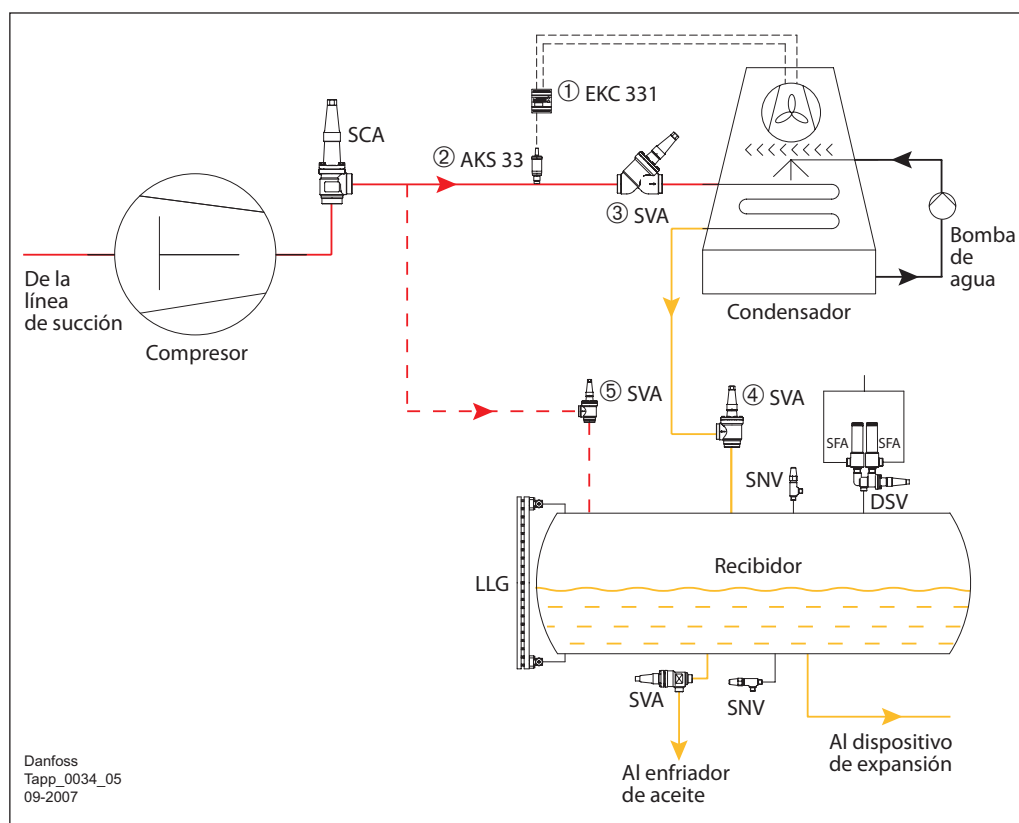 ① EKC 331
SCA
② AKS 33
③ SVA
De la
línea
de succión
Compresor
Bomba
de
agua
Condensador
⑤ SVA
④ SVA
SFA
SFA
SNV
DSV
LLG
Recibidor
SVA
SNV
Al enfriador
de aceite
Al dispositivo
de expansión
Danfoss
Tapp_0034_05
09-2007